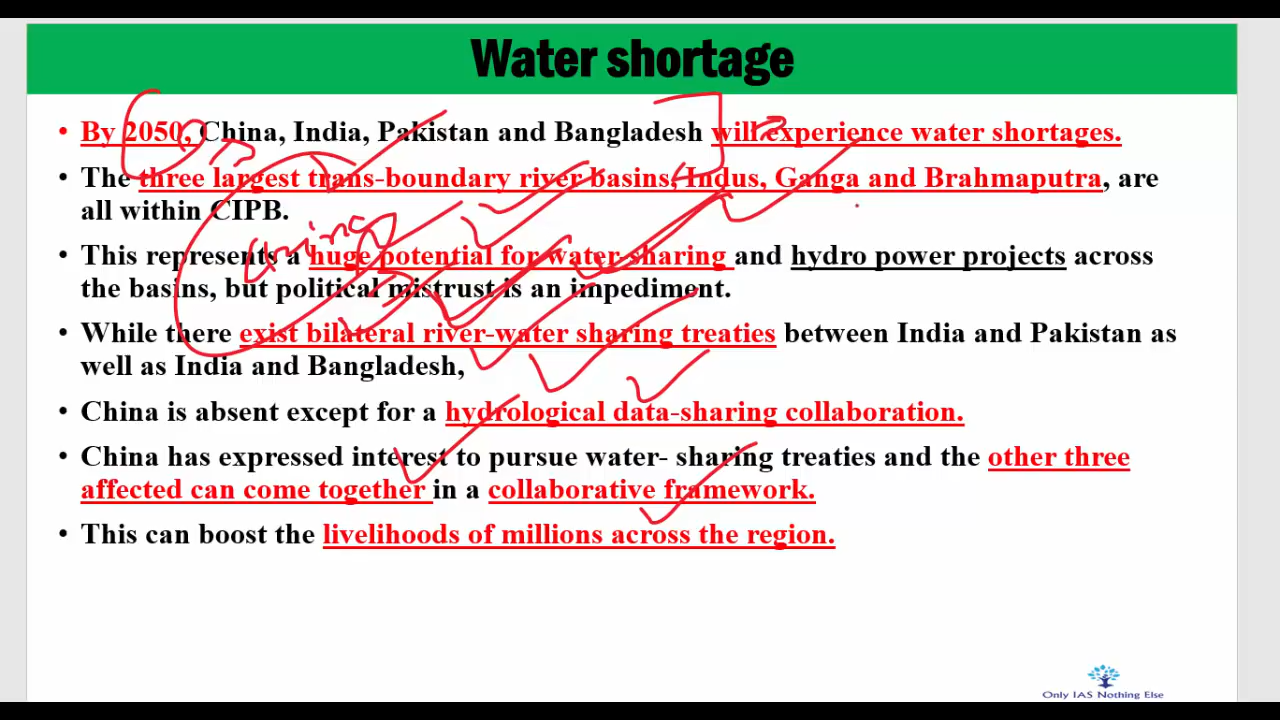 Water shortage
• By 2050, China, India, Pakistan and Bangladesh will experience water shortages.
• The three largest trans-boundary river basins, Indus, Ganga and Brahmaputra, are
all within CIPB.
• This represents a huge potential for water-sharing and hydro power projects across
the basins, but political mistrust is an impediment.
• While there exist bilateral river-water sharing treaties between India and Pakistan as
well as India and Bangladesh,
• China is absent except for a hydrological data-sharing collaboration.
• China has expressed interest to pursue water- sharing treaties and the other three
affected can come together in a collaborative framework.
• This can boost the livelihoods of millions across the region.
Only IAS Nothing Else